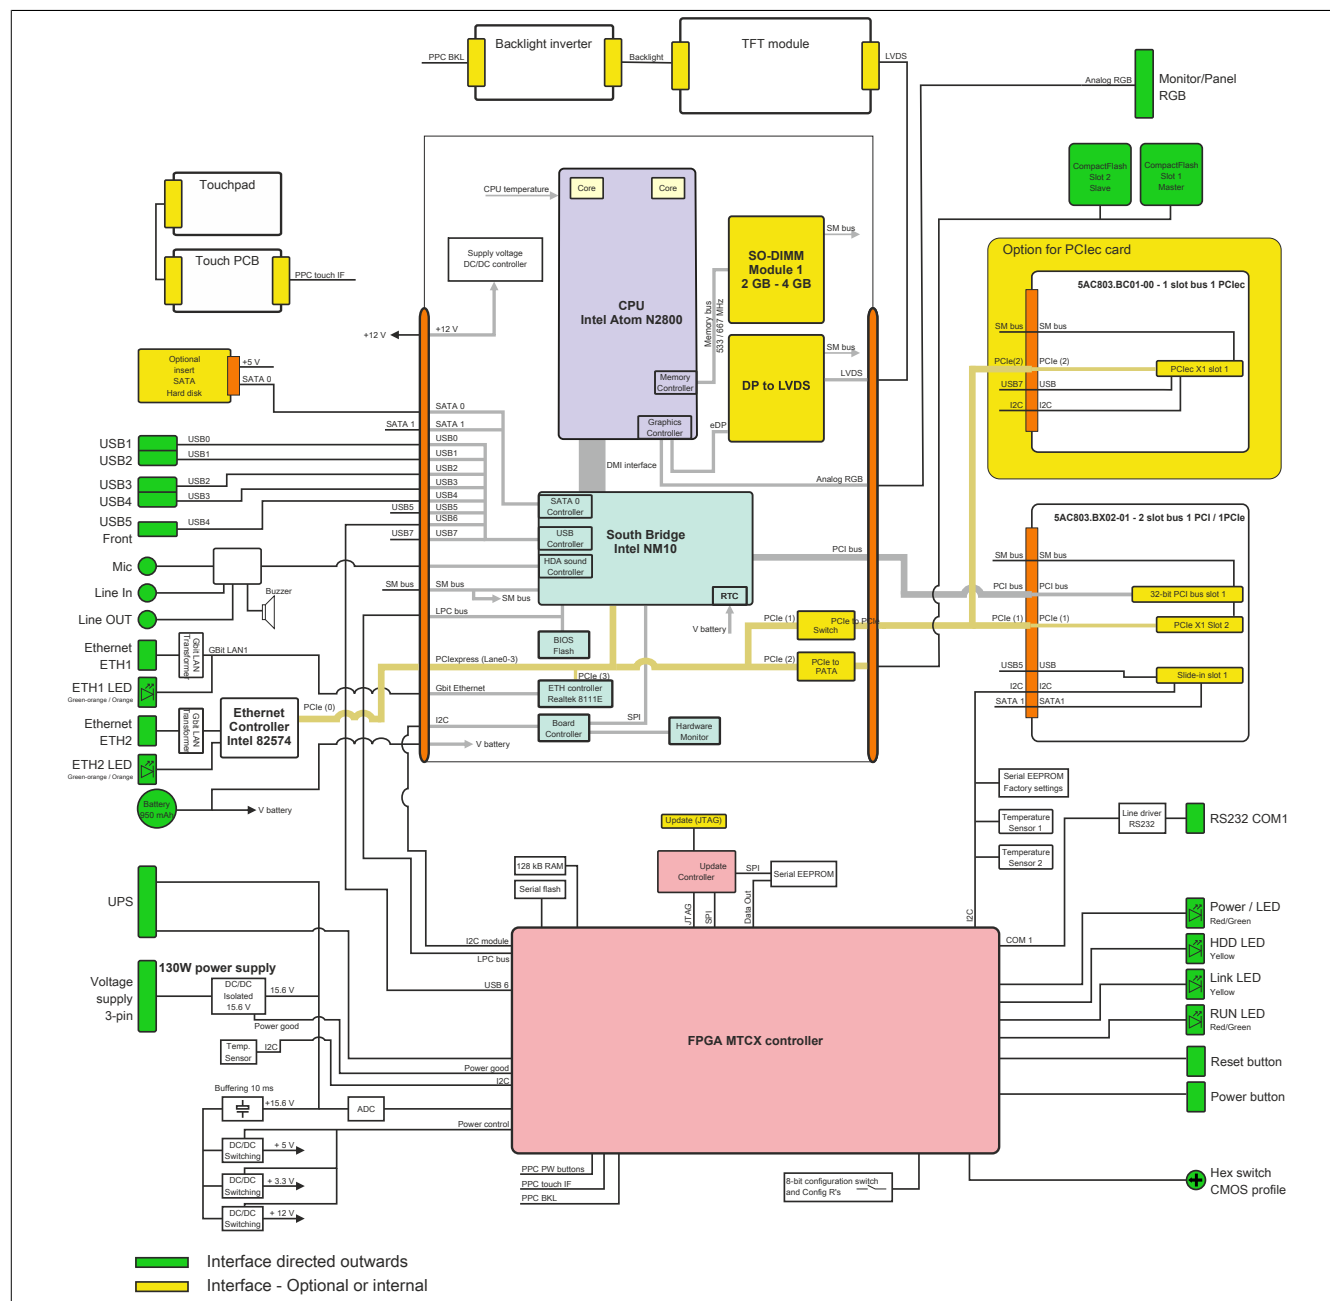 Backlight inverter
TFT module
PPC BKL
Backlight
LVDS
Analog RGB
Monitor/Panel
RGB
CompactFlash
Slot 2
Slave
CompactFlash
Slot 1
Master
Touchpad
Touch PCB
PPC touch IF
CPU temperature
Core
Core
Supply voltage
DC/DC controller
CPU
Intel Atom N2800
Memory bus
533 / 667 MHz
SO-DIMM
Module 1
2 GB - 4 GB
SM bus
DP to LVDS
SM bus
LVDS
Memory
Controller
Graphics
Controller
eDP
DMI interface
Analog RGB
+12 V
+12 V
Option for PCIec card
5AC803.BC01-00 - 1 slot bus 1 PCIec
SM bus
SM bus
PCIe(2)
PCIe (2)
PCIec X1 slot 1
USB7
USB
I2C
I2C
Optional
insert
SATA
Hard disk
+5 V
SATA 0
SATA 0
SATA 1
SATA 1
USB1
USB2
USB0
USB1
USB0
USB1
USB3
USB4
USB2
USB3
USB2
USB3
USB5
Front
USB4
USB4
USB5
USB5
USB6
USB7
USB7
SATA 0
Controller
USB
Controller
HDA sound
Controller
South Bridge
Intel NM10
RTC
PCI bus
V battery
Mic
Line In
Line OUT
Buzzer
SM bus
SM bus
SM bus
LPC bus
BIOS
Flash
SPI
PCIe (1)
PCIe to PCIe
Switch
PCIe (2)
PCIe to
PATA
PCIexpress (Lane0-3)
PCIe (3)
Gbit Ethernet
ETH controller
Realtek 8111E
I2C
Board
Controller
Hardware
Monitor
V battery
5AC803.BX02-01 - 2 slot bus 1 PCI / 1PCIe
SM bus
SM bus
PCI bus
PCI bus
32-bit PCI bus slot 1
PCIe (1)
PCIe (1)
PCIe X1 Slot 2
USB5
USB
Slide-in slot 1
I2C
I2C
SATA 1
SATA1
Ethernet
ETH1
Gbit LAN
Transformer
GBit LAN1
ETH1 LED
Green-orange / Orange
Ethernet
ETH2
Gbit LAN
Transformer
Ethernet
Controller
Intel 82574
PCIe (0)
ETH2 LED
Green-orange / Orange
Battery
950 mAh
V battery
Serial EEPROM
Factory settings
Temperature
Sensor 1
Temperature
Sensor 2
Line driver
RS232
RS232 COM1
I2C
COM 1
Update (JTAG)
Update
Controller
SPI
Serial EEPROM
JTAG
SPI
Data Out
128 kB RAM
Serial flash
I2C module
LPC bus
USB 6
FPGA MTCX controller
UPS
130W power supply
Voltage
supply
3-pin
DC/DC
Isolated
15.6 V
15.6 V
Power good
Temp.
Sensor
I2C
Power good
I2C
Buffering 10 ms
+15.6 V
ADC
Power control
DC/DC
Switching
+ 5 V
DC/DC
Switching
+ 3.3 V
DC/DC
Switching
+ 12 V
PPC PW buttons
PPC touch IF
PPC BKL
8-bit configuration switch
and Config R's
Power / LED
Red/Green
HDD LED
Yellow
Link LED
Yellow
RUN LED
Red/Green
Reset button
Power button
Hex switch
CMOS profile
Interface directed outwards
Interface - Optional or internal